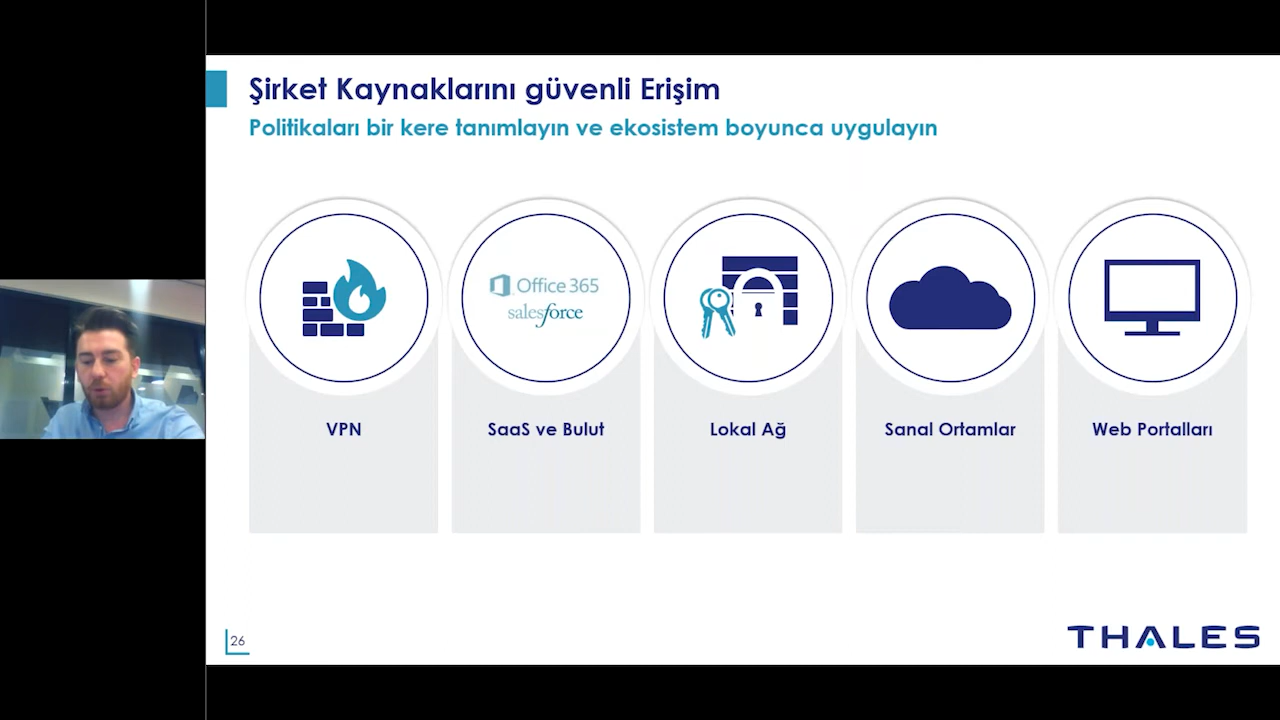 Şirket Kaynaklarını güvenli Erişim
Politikaları bir kere tanımlayın ve ekosistem boyunca uygulayın
Office 365
salesforce
VPN
SaaS ve Bulut
Lokal Ağ
Sanal Ortamlar
Web Portalları
26
THALES